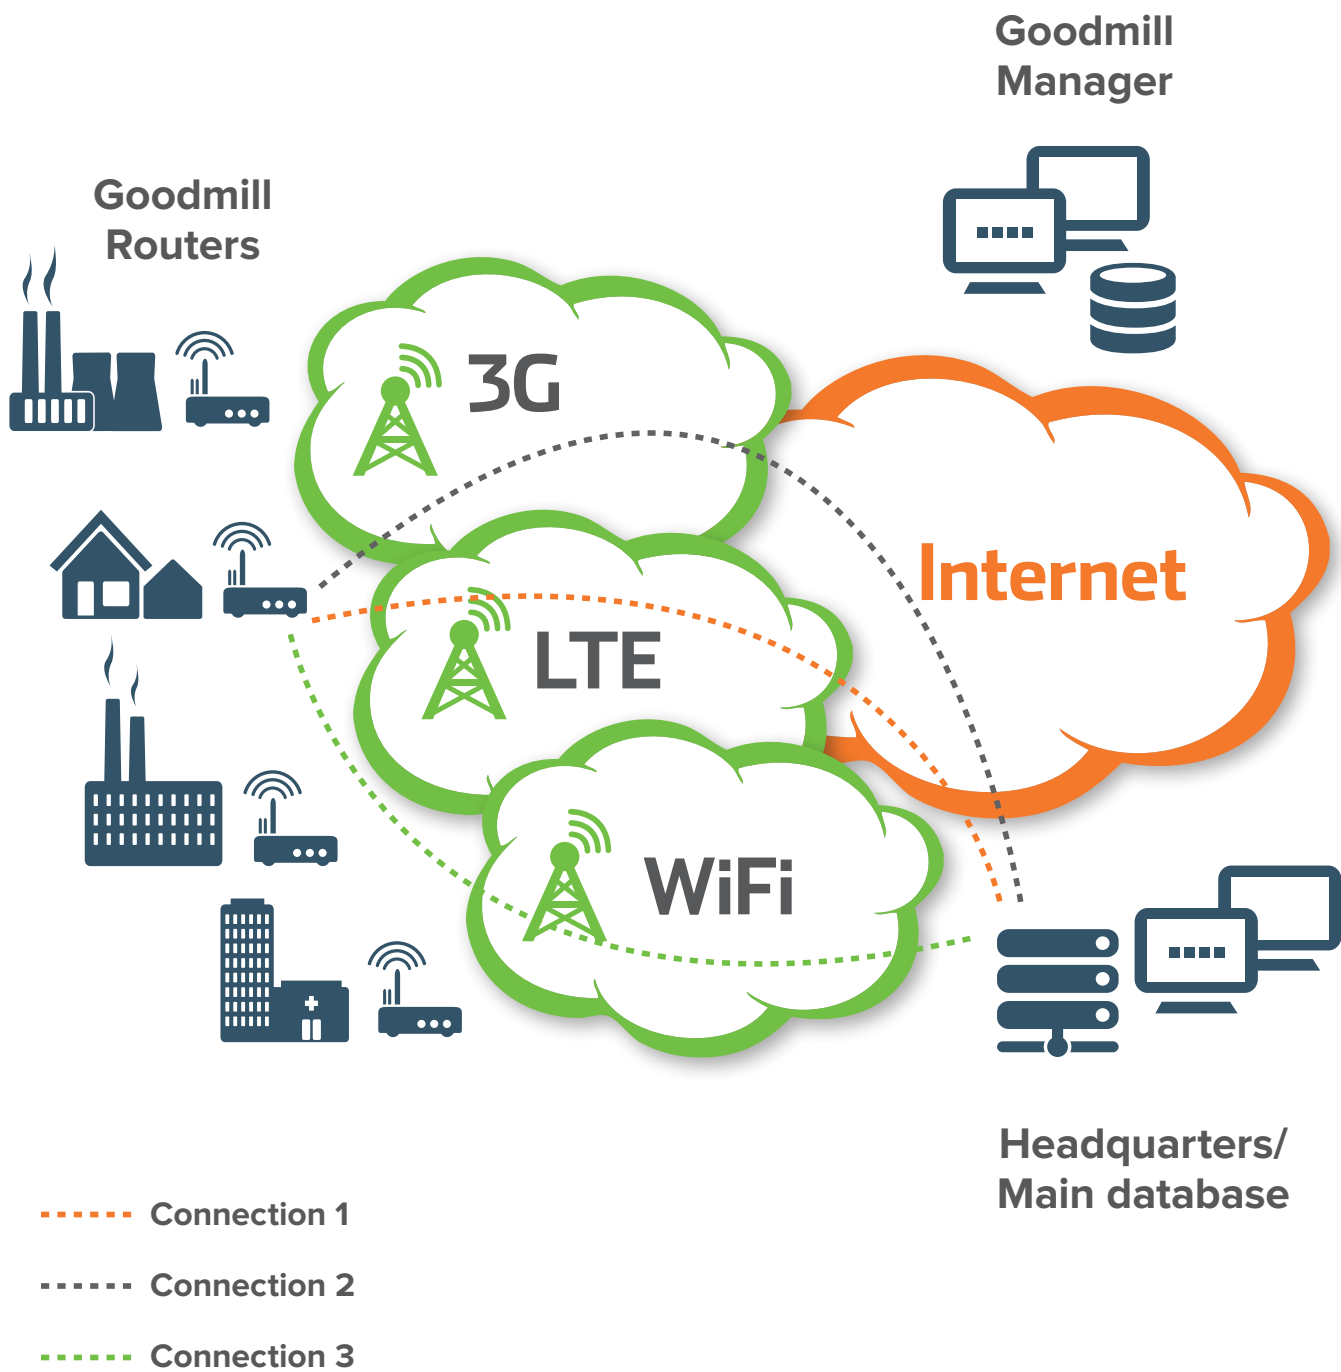 Goodmill
Manager
Goodmill
Routers
3G
Internet
LTE
WiFi
Headquarters/
Main database
Connection 1
Connection 2
Connection 3